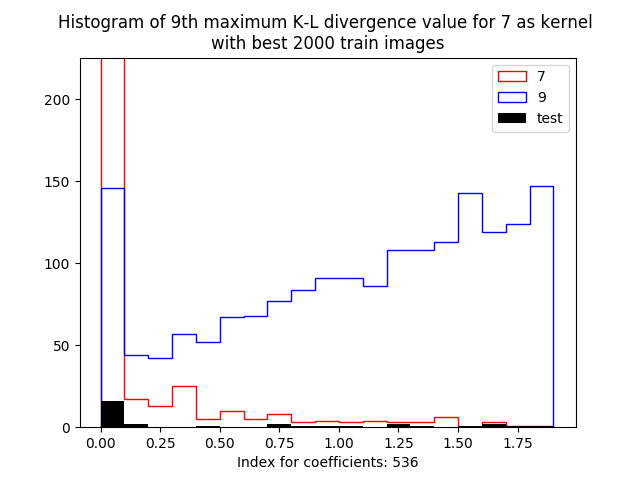 Histogram of 9th maximum K-L divergence value for 7 as kernel
with best 2000 train images
7
9
test
200
150
100
50
0
0.00 0.25 0.50 0.75 1.00 1.25 1.50 1.75
Index for coefficients: 536